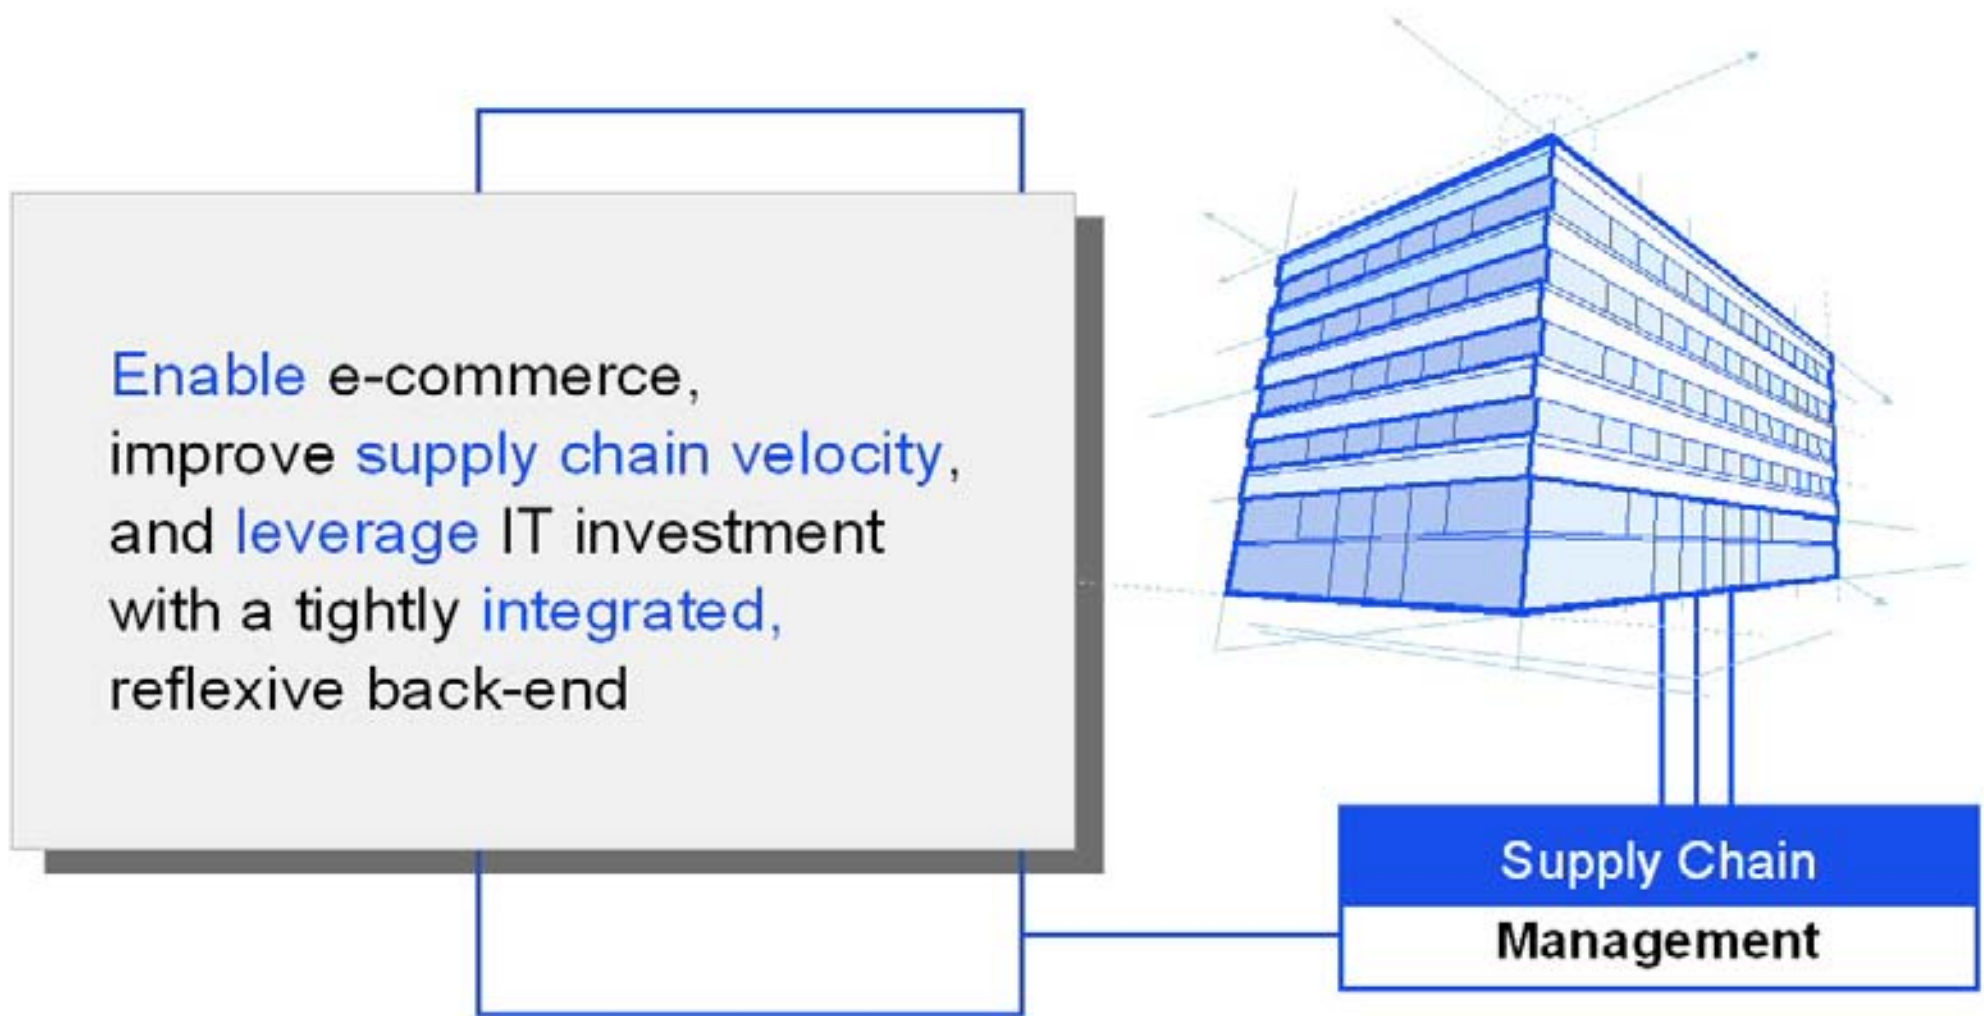 Enable e-commerce,
improve supply chain velocity,
and leverage IT investment
with a tightly integrated,
reflexive back-end
Supply Chain
Management